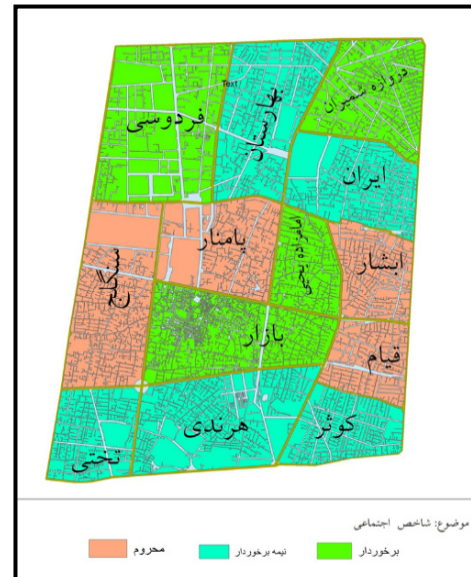 دروازه شمیران
Text
بهارستان
فردوسی
ایران
پامنار
امامزاده یحیی
ابشار
سنگلج
بازار
قیام
هرندی
کوثر
تختی
موضوع: شاخص اجتماعی
برخوردار
نیمه برخوردار
محروم